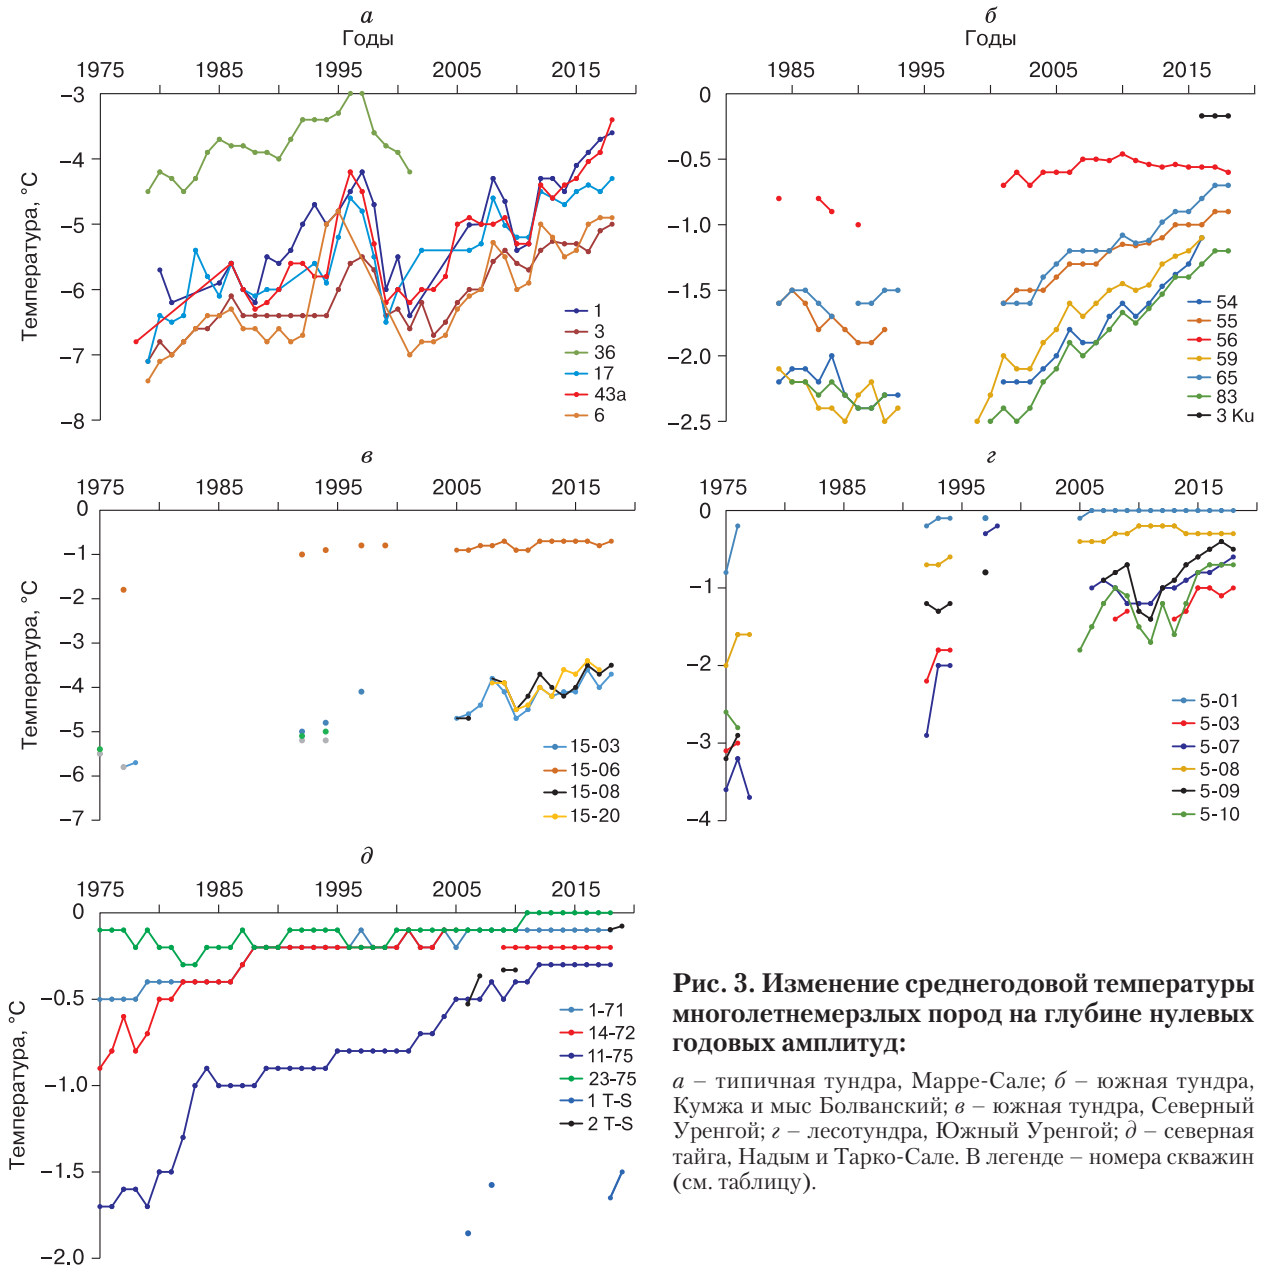 а
Годы
1975 1985 1995 2005 2015
−3
−4
−5
−6
−7
−8
Температура, °C
1
3
36
17
43а
6
б
Годы
1985 1995 2005 2015
0
−0.5
−1.0
−1.5
−2.0
−2.5
54
55
56
59
65
83
3 Ku
в
1975 1985 1995 2005 2015
0
−1
−2
−3
−4
−5
−6
−7
Температура, °C
15-03
15-06
15-08
15-20
г
1975 1985 1995 2005 2015
0
−1
−2
−3
−4
5-01
5-03
5-07
5-08
5-09
5-10
д
1975 1985 1995 2005 2015
0
−0.5
−1.0
−1.5
−2.0
Температура, °C
1-71
14-72
11-75
23-75
1 T-S
2 T-S
Рис. 3. Изменение среднегодовой температуры
многолетнемерзлых пород на глубине нулевых
годовых амплитуд:
а – типичная тундра, Марре-Сале; б – южная тундра,
Кумжа и мыс Болванский; в – южная тундра, Северный
Уренгой; г – лесотундра, Южный Уренгой; д – северная
тайга, Надым и Тарко-Сале. В легенде – номера скважин
(см. таблицу).